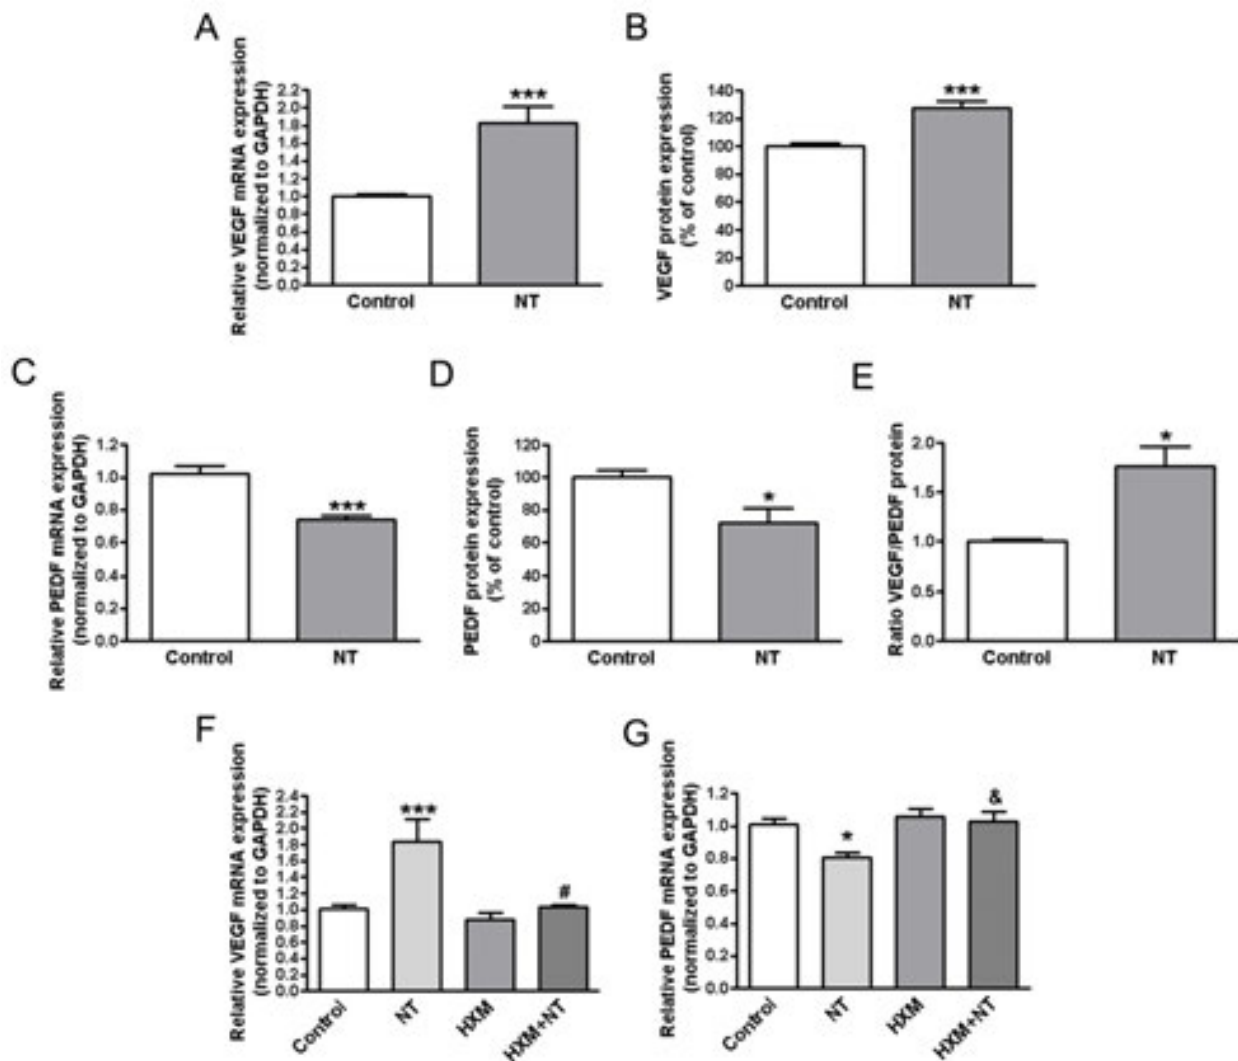 A
Relative VEGF mRNA expression
(normalized to GAPDH)
2.2
2.0
1.8
1.6
1.4
1.2
1.0
0.8
0.6
0.4
0.2
0.0
***
Control
NT
B
VEGF protein expression
(% of control)
140
120
100
80
60
40
20
0
***
Control
NT
C
Relative PEDF mRNA expression
(normalized to GAPDH)
1.2
1.0
0.8
0.6
0.4
0.2
0.0
***
Control
NT
D
PEDF protein expression
(% of control)
120
100
80
60
40
20
0
*
Control
NT
E
Ratio VEGF/PEDF protein
2.0
1.5
1.0
0.5
0.0
*
Control
NT
F
Relative VEGF mRNA expression
(normalized to GAPDH)
2.4
2.2
2.0
1.8
1.6
1.4
1.2
1.0
0.8
0.6
0.4
0.2
0.0
***
#
Control
NT
HXM
HXM+NT
G
Relative PEDF mRNA expression
(normalized to GAPDH)
1.2
1.0
0.8
0.6
0.4
0.2
0.0
*
&
Control
NT
HXM
HXM+NT